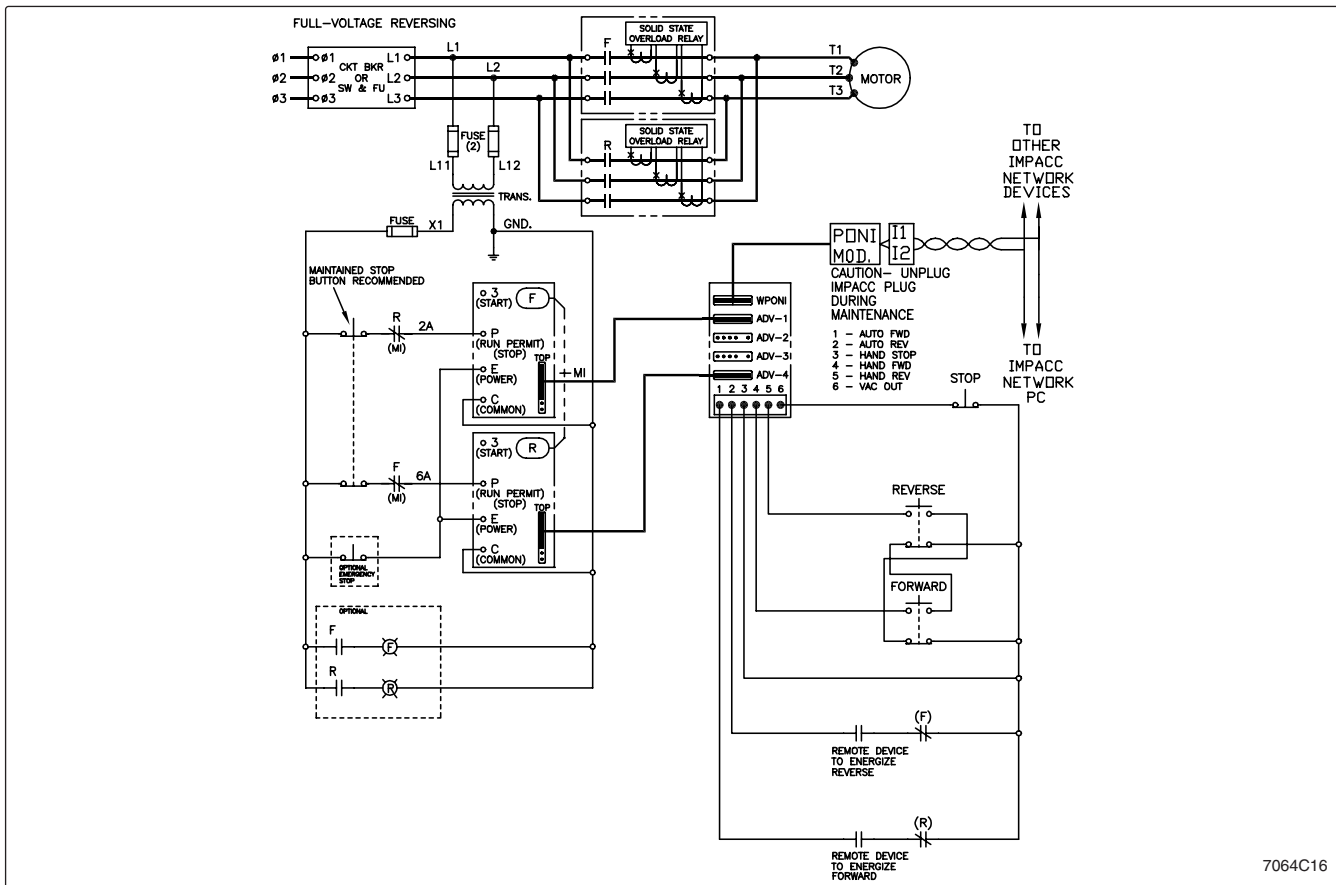 FULL-VOLTAGE REVERSING
ø1
ø1
L1
ø2
ø2
L2
ø3
ø3
L3
CKT BKR
OR
SW & FU
L1
L2
F
SOLID STATE
OVERLOAD RELAY
T1
T2
T3
MOTOR
R
SOLID STATE
OVERLOAD RELAY
FUSE
(2)
L11
L12
TRANS.
FUSE
X1
GND.
MAINTAINED STOP
BUTTON RECOMMENDED
R
(MI)
2A
3
(START)
F
P
(RUN PERMIT)
(STOP)
TOP
E
(POWER)
C
(COMMON)
MI
F
(MI)
6A
3
(START)
R
P
(RUN PERMIT)
(STOP)
TOP
E
(POWER)
C
(COMMON)
OPTIONAL
EMERGENCY
STOP
OPTIONAL
F
F
R
R
TO
OTHER
IMPACC
NETWORK
DEVICES
PONI
MOD.
I1
I2
CAUTION- UNPLUG
IMPACC PLUG
DURING
MAINTENANCE
1 - AUTO FWD
2 - AUTO REV
3 - HAND STOP
4 - HAND FWD
5 - HAND REV
6 - VAC OUT
TO
IMPACC
NETWORK
PC
WPONI
ADV-1
ADV-2
ADV-3
ADV-4
1 2 3 4 5 6
STOP
REVERSE
FORWARD
(F)
REMOTE DEVICE
TO ENERGIZE
REVERSE
(R)
REMOTE DEVICE
TO ENERGIZE
FORWARD
7064C16